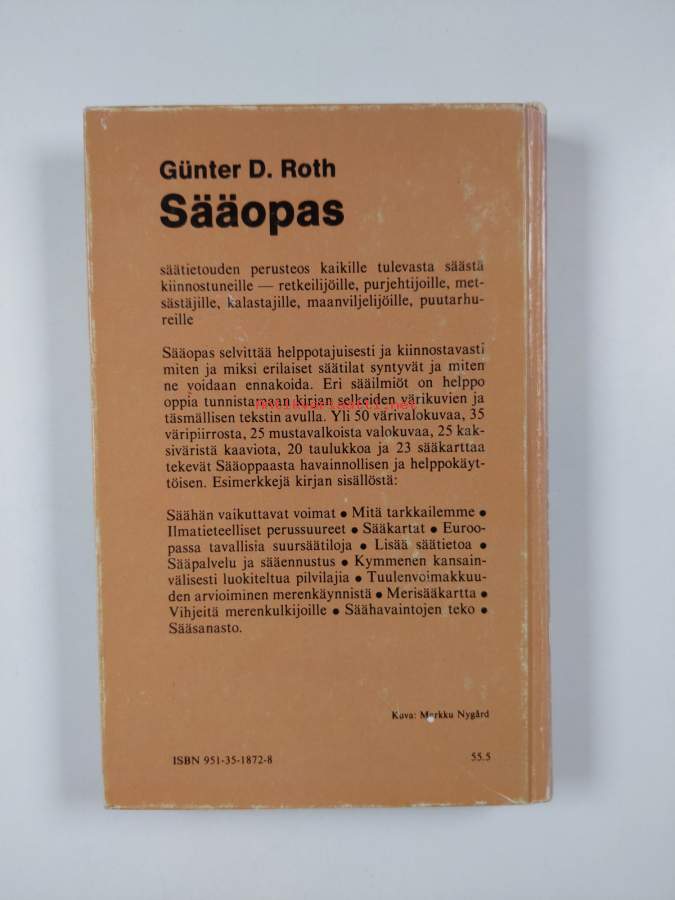 Günter D. Roth
Sääopas
säätietouden perusteos kaikille tulevasta säästä
kiinnostuneille — retkeilijöille, purjehtijoille, met-
sästäjille, kalastajille, maanviljelijöille, puutarhu-
reille
Sääopas selvittää helppotajuisesti ja kiinnostavasti
miten ja miksi erilaiset säätilat syntyvät ja miten
ne voidaan ennakoida. Eri sääilmiöt on helppo
oppia tunnistamaan kirjan selkeiden värikuvien ja
täsmällisen tekstin avulla. Yli 50 värivalokuvaa, 35
väripiirrosta, 25 mustavalkoista valokuvaa, 25 kak-
siväristä kaaviota, 20 taulukkoa ja 23 sääkarttaa
tekevät Sääoppaasta havainnollisen ja helppokäyt-
töisen. Esimerkkejä kirjan sisällöstä:
Säähän vaikuttavat voimat • Mitä tarkkailemme •
Ilmatieteelliset perussuureet • Sääkartat • Euroo-
passa tavallisia suursäätiloja • Lisää säätietoa •
Sääpalvelu ja sääennustus • Kymmenen kansain-
välisesti luokiteltua pilvilajia • Tuulenvoimakkuu-
den arvioiminen merenkäynnistä • Merisääkartta •
Vihjeitä merenkulkijoille • Säähavaintojen teko •
Sääsanasto.
Kuva: Markku Nygård
ISBN 951-35-1872-8 55.5